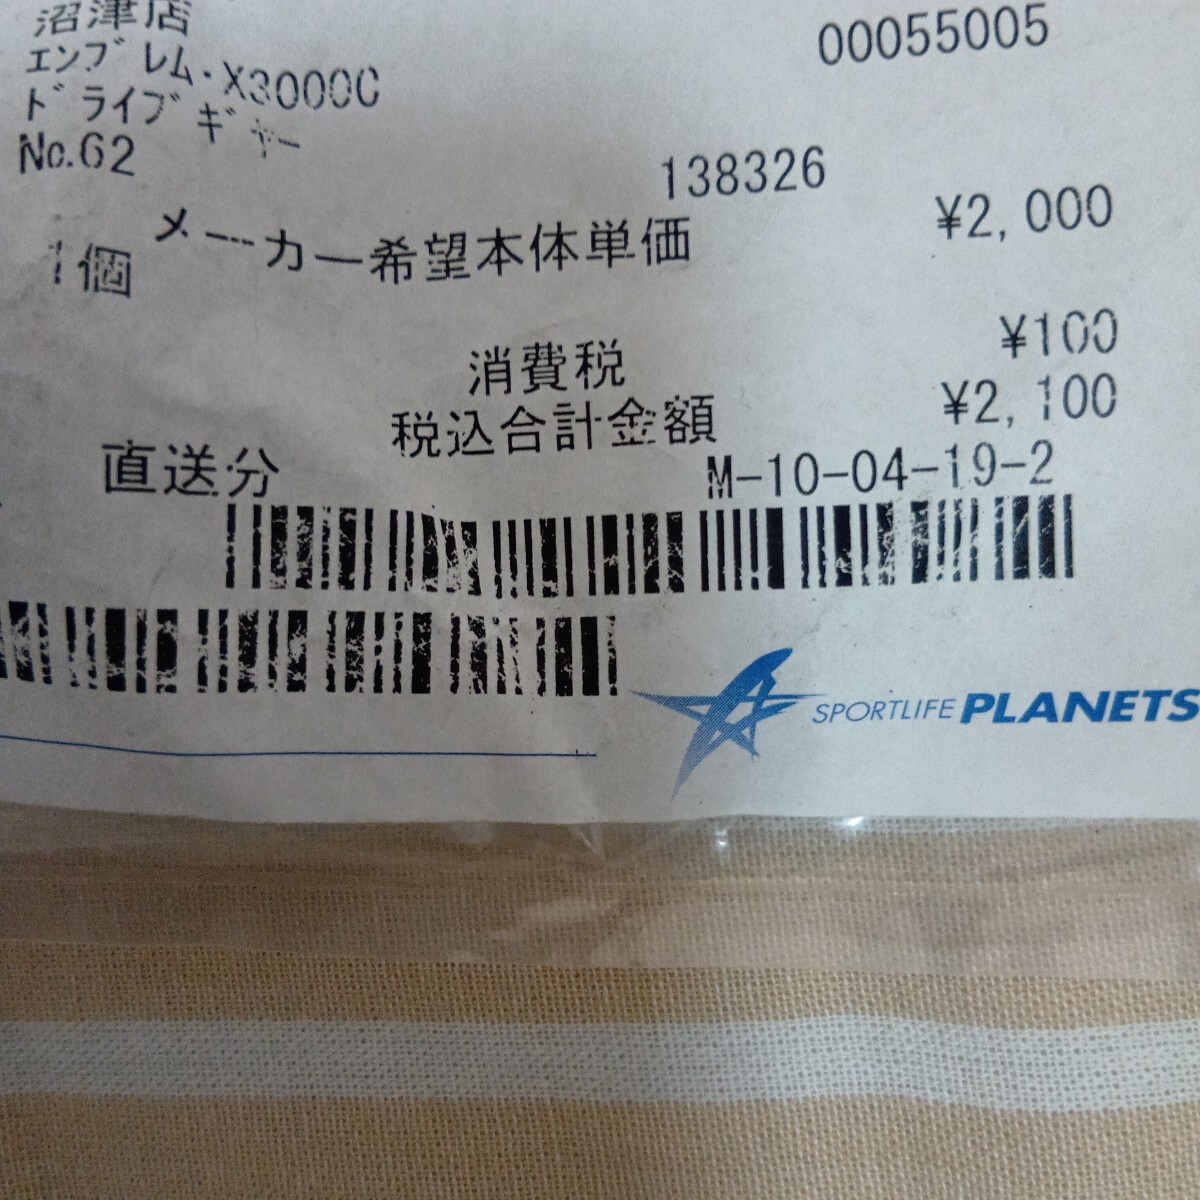 沼津店
00055005
ｴﾝﾌﾞﾚﾑ･X3000C
ﾄﾞﾗｲﾌﾞｷﾞﾔｰ
No.62
138326
1個 メーカー希望本体単価 ¥2,000
消費税 ¥100
税込合計金額 ¥2,100
直送分 M-10-04-19-2
SPORTLIFE PLANETS